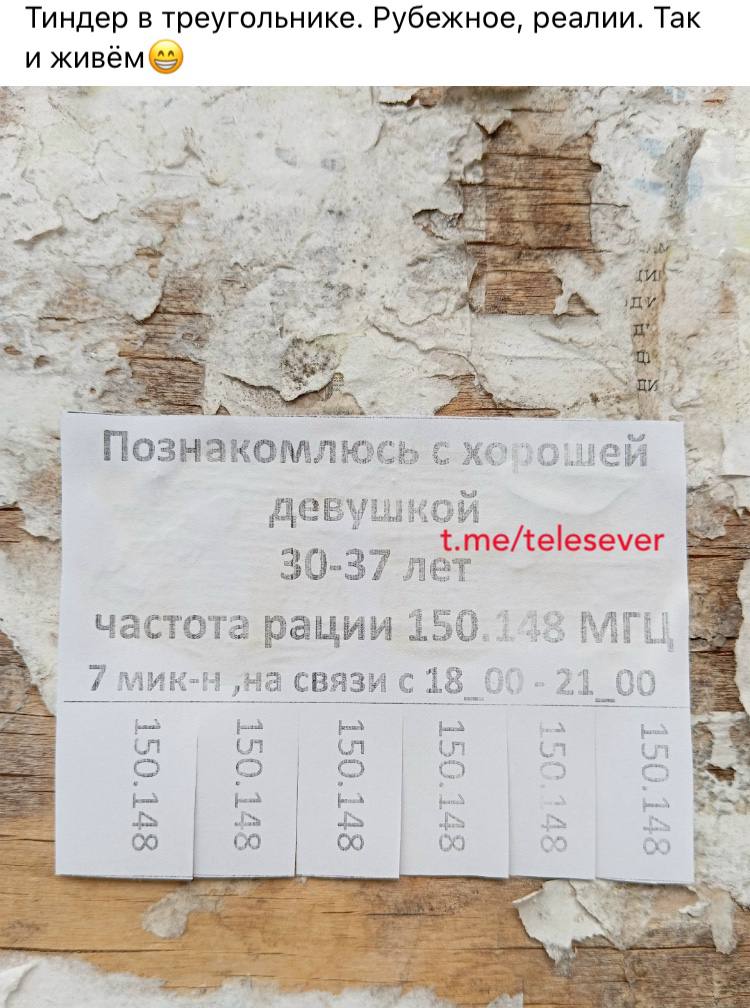 Тиндер в треугольнике. Рубежное, реалии. Так
и живём😁
Познакомлюсь с хорошей
девушкой
t.me/telesever
30-37 лет
частота рации 150.148 МГЦ
7 мик-н ,на связи с 18_00 - 21_00
150.148
150.148
150.148
150.148
150.148
150.148